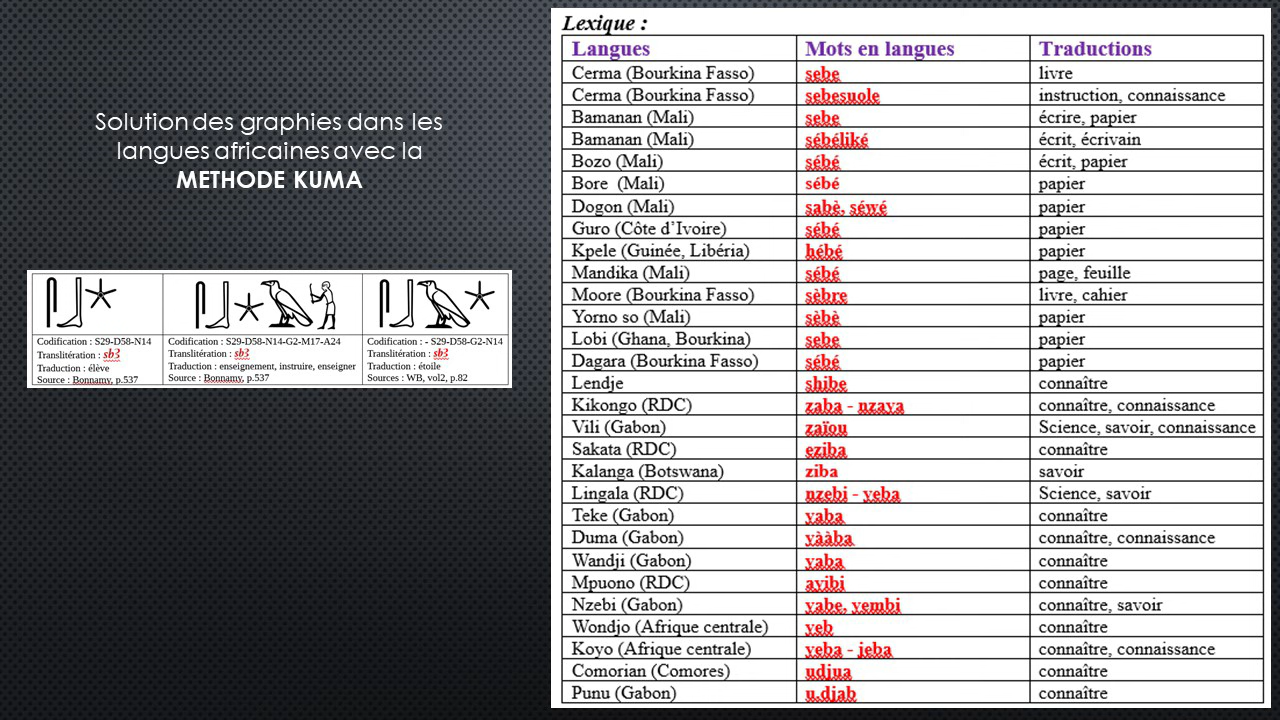 Solution des graphies dans les
langues africaines avec la
METHODE KUMA
Codification : S29-D58-N14
Translitération : sb3
Traduction : élève
Source : Bonnamy, p.537
Codification : S29-D58-N14-G2-M17-A24
Translitération : sb3
Traduction : enseignement, instruire, enseigner
Source : Bonnamy, p.537
Codification : - S29-D58-G2-N14
Translitération : sb3
Traduction : étoile
Sources : WB, vol2, p.82
Lexique :
Langues Mots en langues Traductions
Cerma (Bourkina Fasso) sebe livre
Cerma (Bourkina Fasso) sebesuole instruction, connaissance
Bamanan (Mali) sebe écrire, papier
Bamanan (Mali) sébéliké écrit, écrivain
Bozo (Mali) sébé écrit, papier
Bore (Mali) sébé papier
Dogon (Mali) sabè, séwé papier
Guro (Côte d’Ivoire) sébé papier
Kpele (Guinée, Libéria) hébé papier
Mandika (Mali) sébé page, feuille
Moore (Bourkina Fasso) sèbre livre, cahier
Yorno so (Mali) sèbè papier
Lobi (Ghana, Bourkina) sebe papier
Dagara (Bourkina Fasso) sébé papier
Lendje shibe connaître
Kikongo (RDC) zaba - nzaya connaître, connaissance
Vili (Gabon) zaïou Science, savoir, connaissance
Sakata (RDC) eziba connaître
Kalanga (Botswana) ziba savoir
Lingala (RDC) nzebi - yeba Science, savoir
Teke (Gabon) yaba connaître
Duma (Gabon) yààba connaître, connaissance
Wandji (Gabon) yaba connaître
Mpuono (RDC) ayibi connaître
Nzebi (Gabon) yabe, yembi connaître, savoir
Wondjo (Afrique centrale) yeb connaître
Koyo (Afrique centrale) yeba - jeba connaître, connaissance
Comorian (Comores) udjua connaître
Punu (Gabon) u.djab connaître